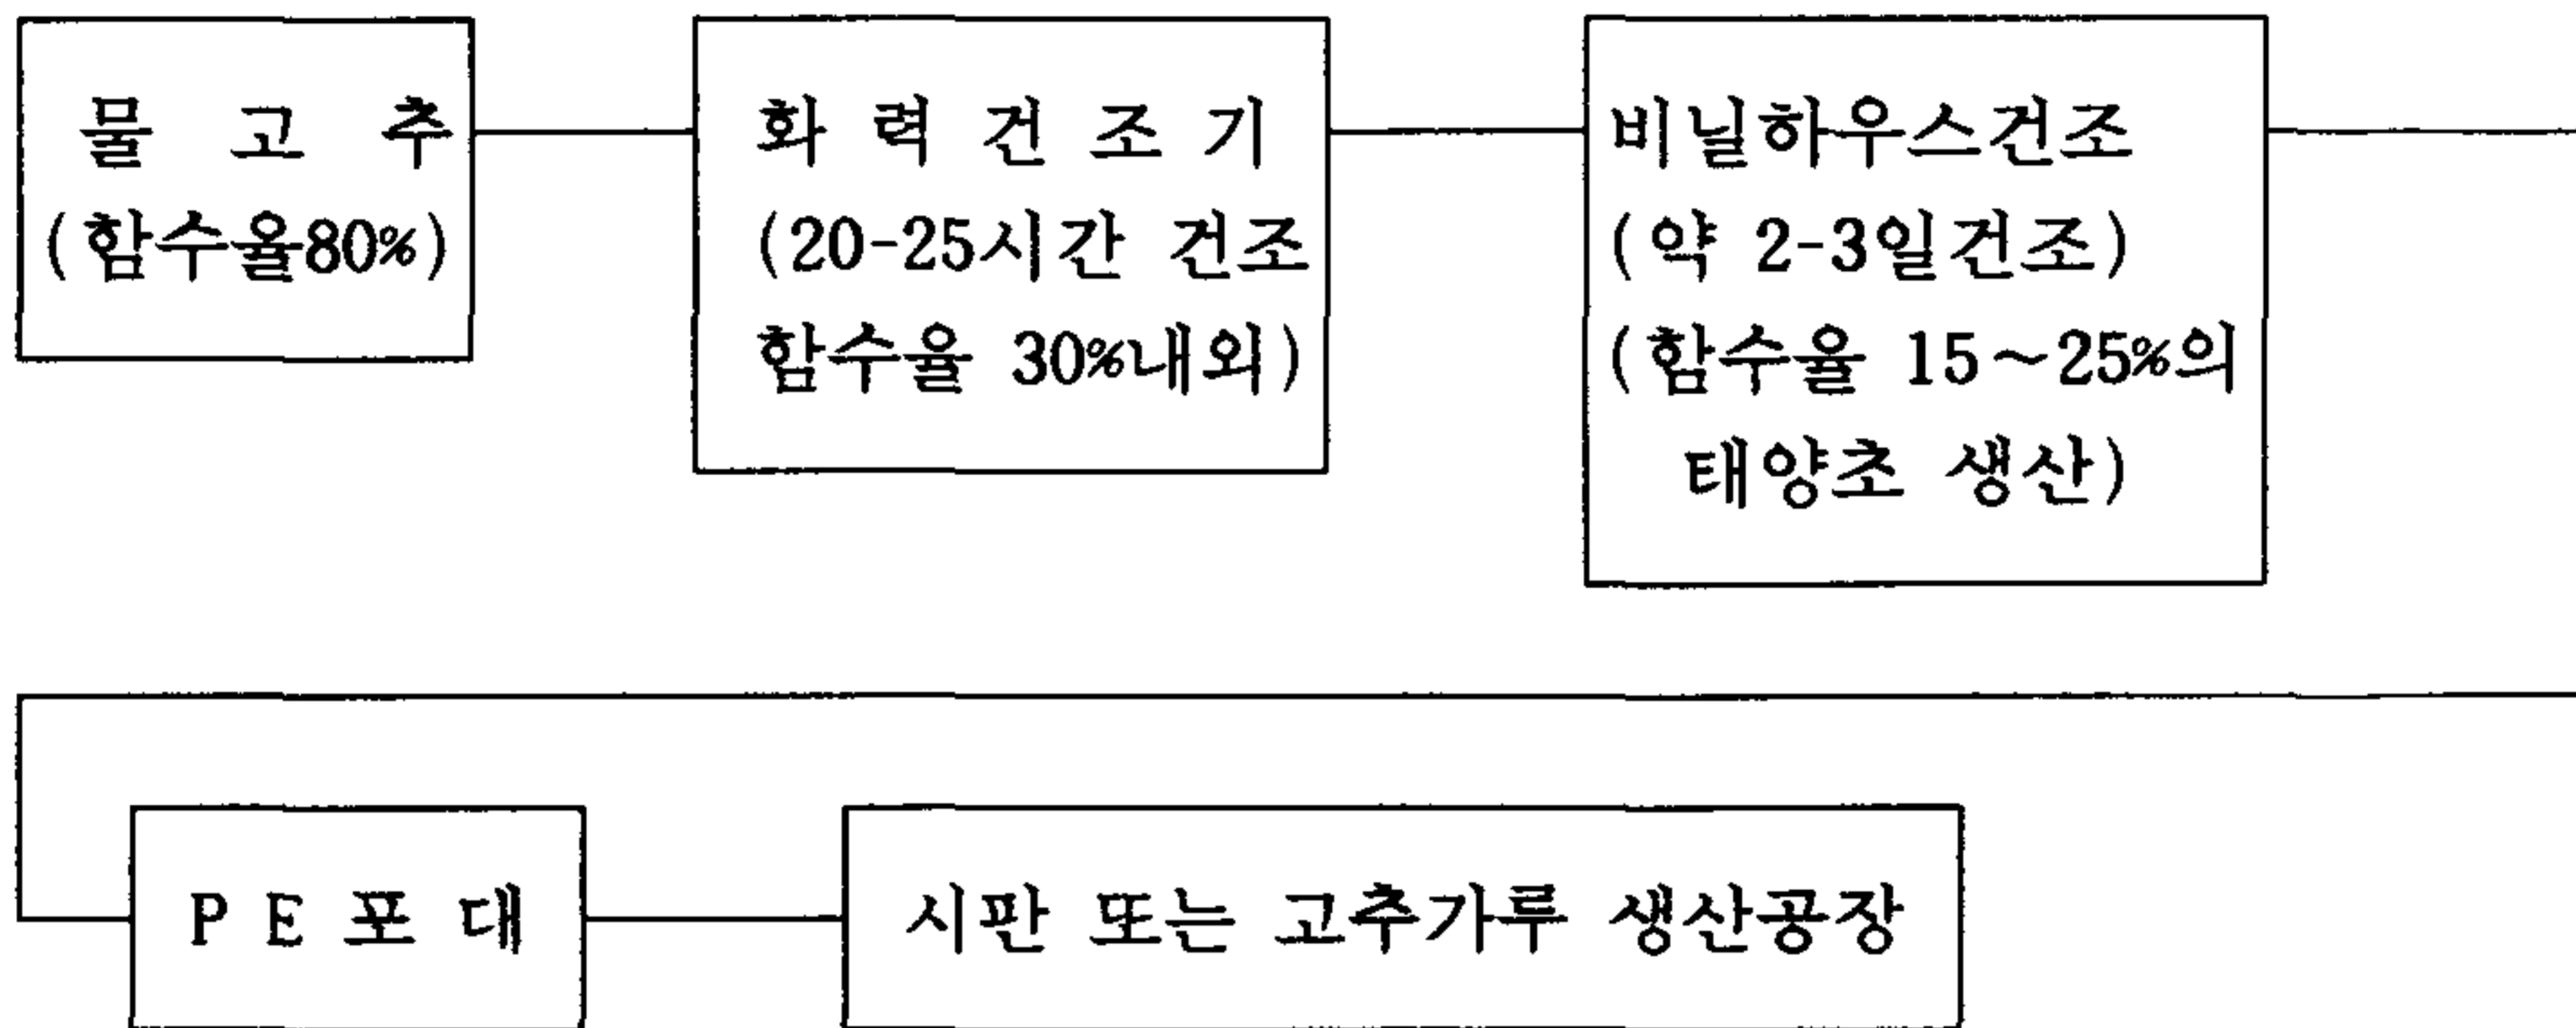 물 고 추
(함수율80%)
화 력 건 조 기
(20-25시간 건조
함수율 30%내외)
비닐하우스건조
(약 2-3일건조)
(함수율 15~25%의
태양초 생산)
P E 포 대
시판 또는 고추가루 생산공장